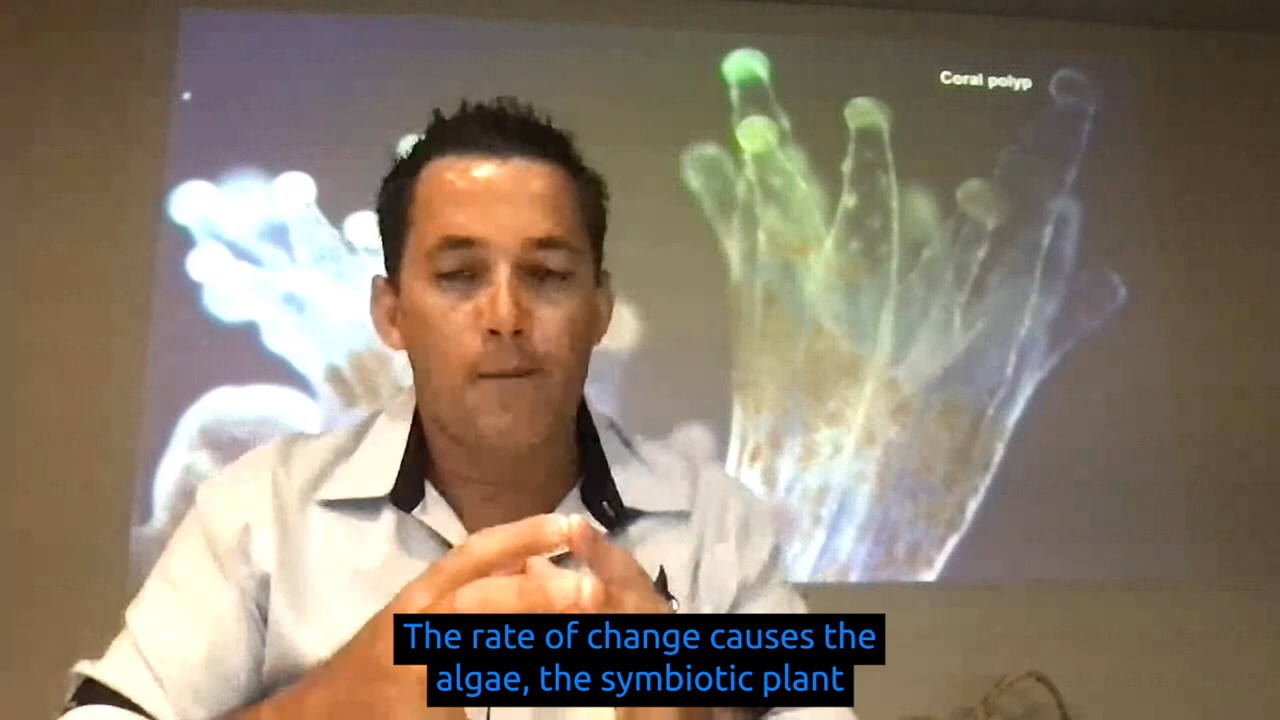 Coral polyp
The rate of change causes the
algae, the symbiotic plant